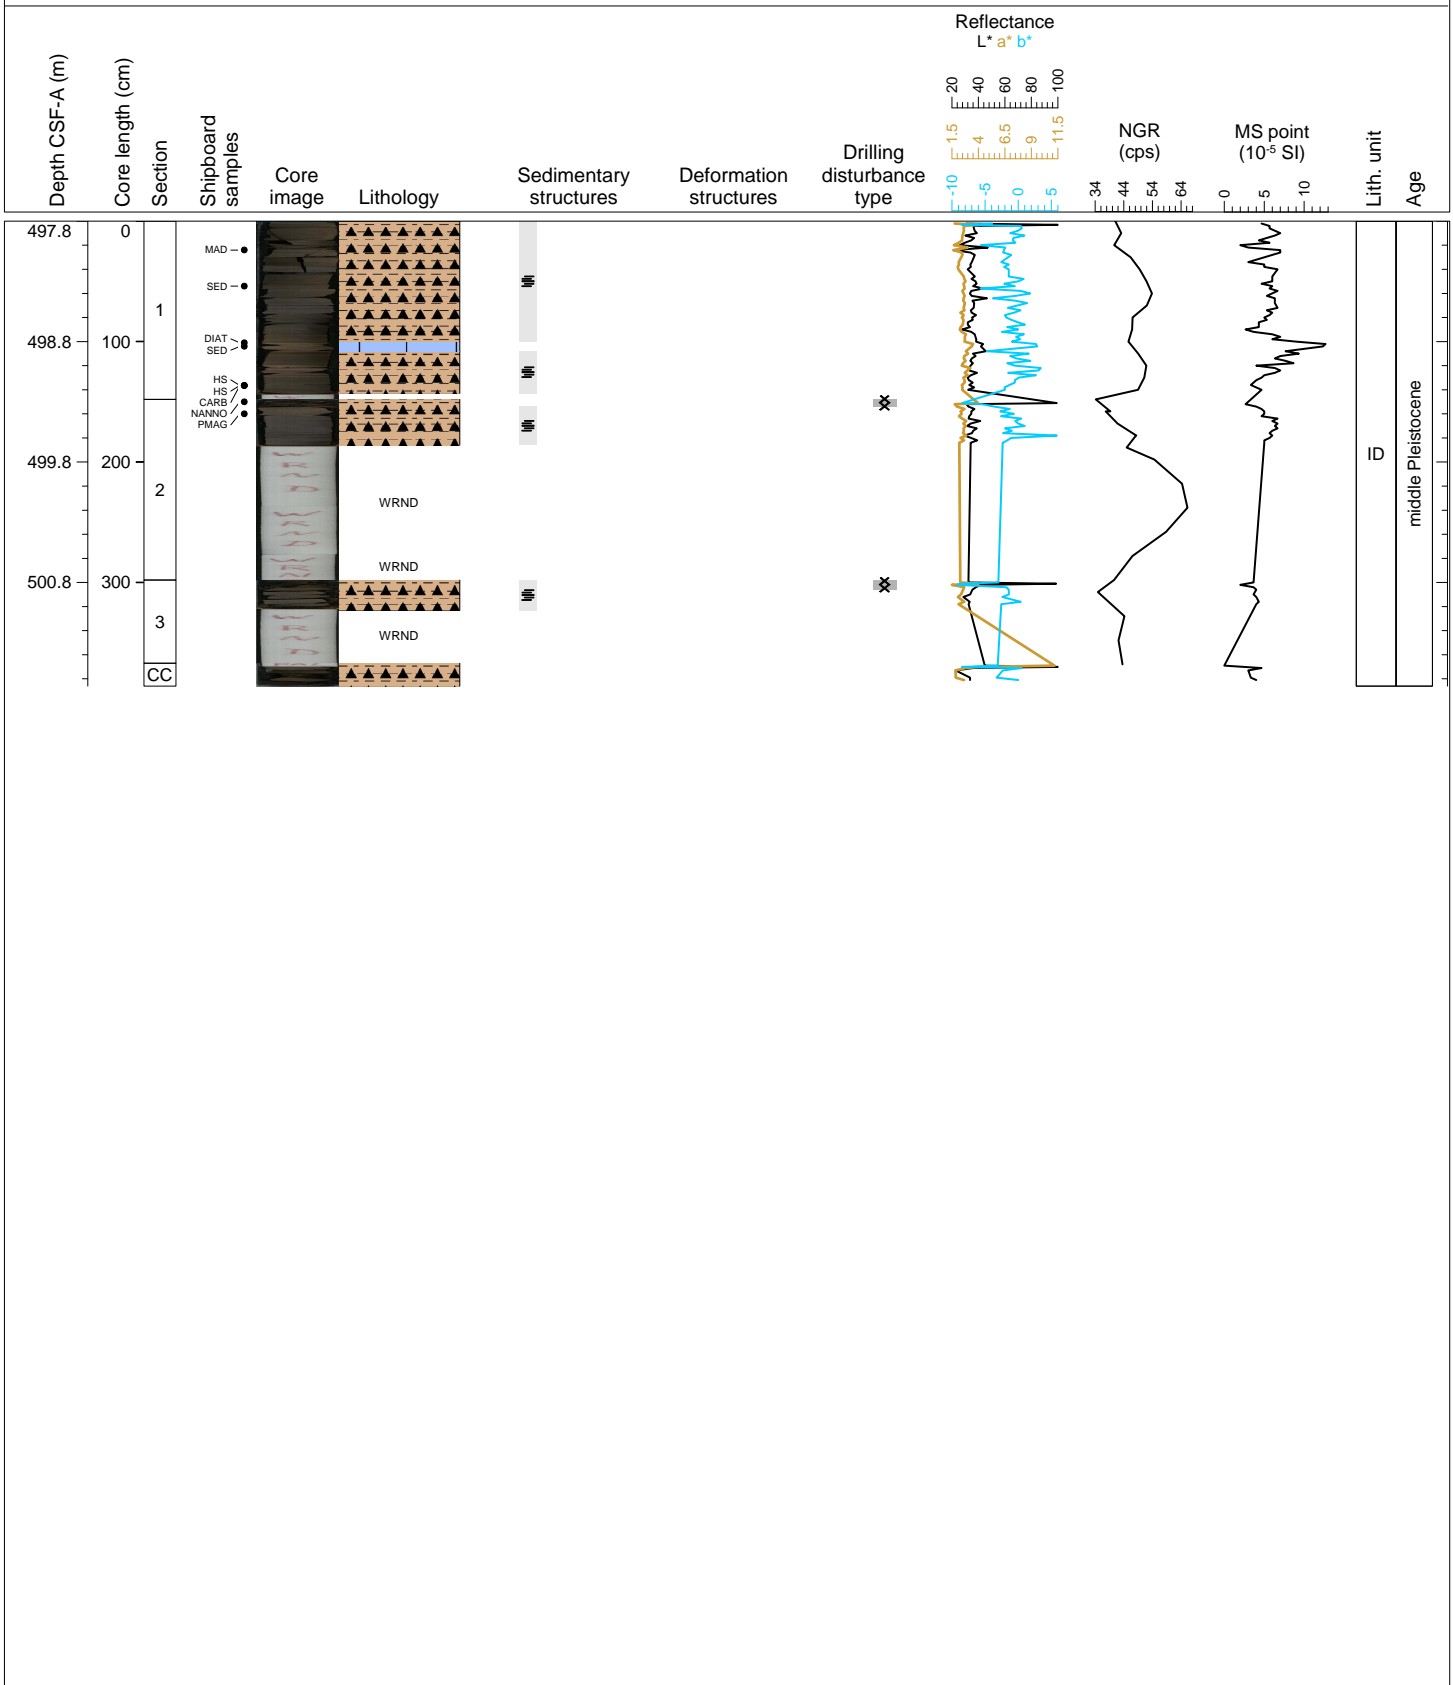 Depth CSF-A (m)
Core length (cm)
Section
Shipboard
samples
Core
image
Lithology
Sedimentary
structures
Deformation
structures
Drilling
disturbance
type
Reflectance
L* a* b*
20 40 60 80 100
1.5 4 6.5 9 11.5
-10 -5 0 5
NGR
(cps)
34 44 54 64
MS point
(10⁻⁵ SI)
0 5 10
Lith. unit
Age
497.8
498.8
499.8
500.8
0
100
200
300
1
2
3
CC
MAD
SED
DIAT
SED
HS
HS
CARB
NANNO
PMAG
WRND
WRND
WRND
ID
middle Pleistocene